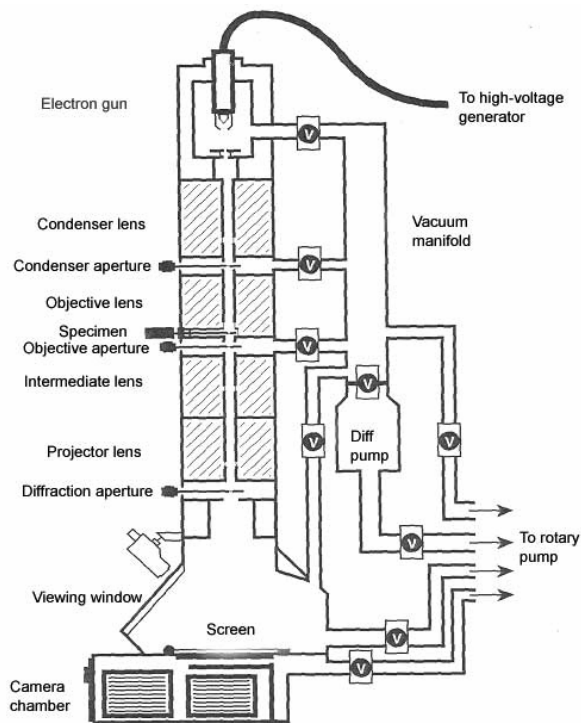 Electron gun
To high-voltage
generator
V
Condenser lens
Vacuum
manifold
Condenser aperture
V
Objective lens
Specimen
Objective aperture
V
Intermediate lens
V
V
V
Diff
pump
Projector lens
Diffraction aperture
V
To rotary
pump
Viewing window
Screen
V
V
Camera
chamber